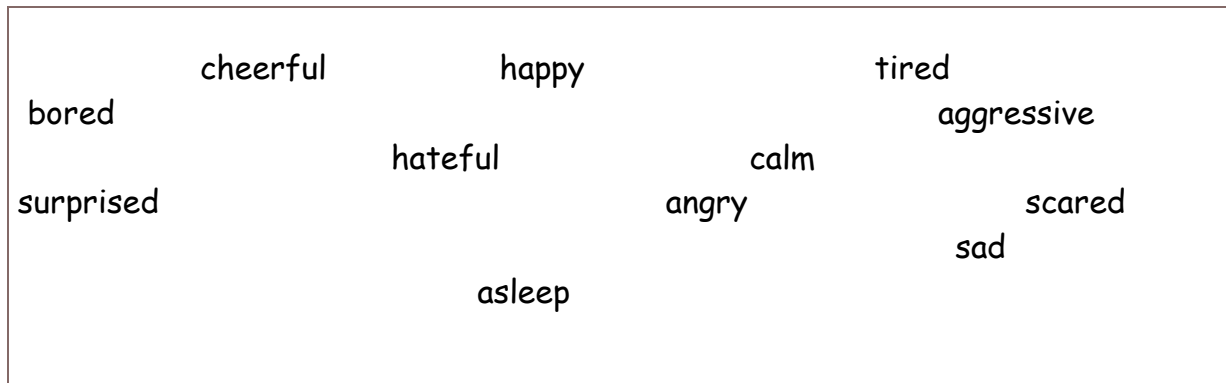 cheerful happy tired
bored aggressive
hateful calm
surprised angry scared
sad
asleep